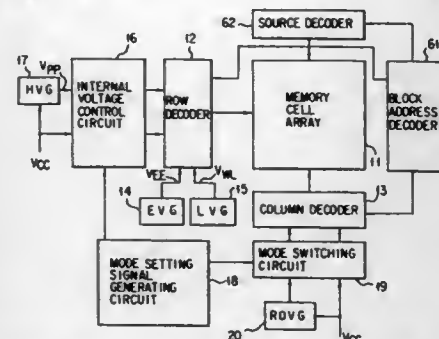 62
SOURCE DECODER
16
12
61
17
VPP
HVG
INTERNAL
VOLTAGE
CONTROL
CIRCUIT
ROW
DECODER
MEMORY
CELL
ARRAY
BLOCK
ADDRESS
DECODER
11
VCC
VEE
VWL
13
14
EVG
LVG
15
COLUMN DECODER
MODE SETTING
SIGNAL
GENERATING
CIRCUIT
MODE SWITCHING
CIRCUIT
18
19
RDVG
20
VCC